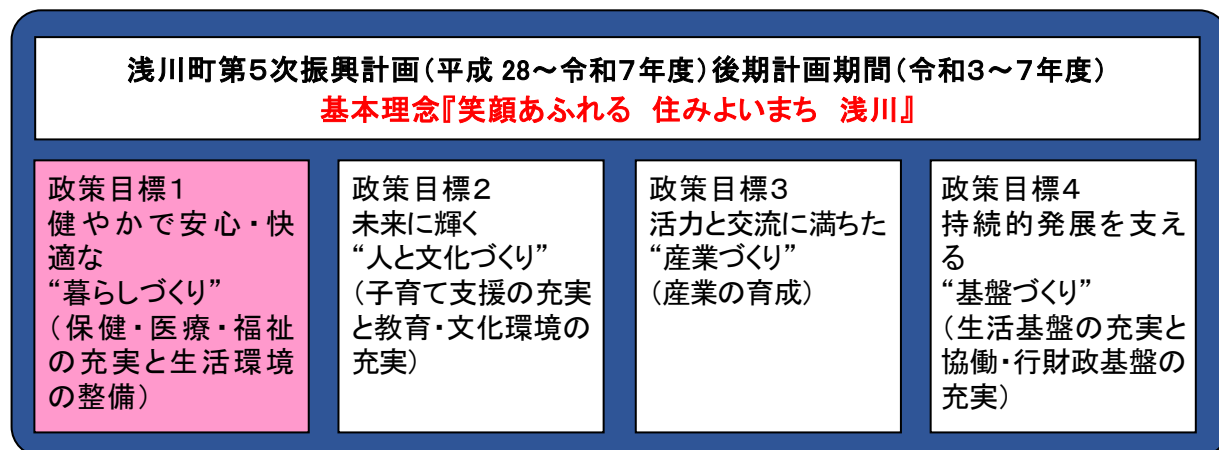 浅川町第5次振興計画(平成 28～令和7年度)後期計画期間(令和3～7年度)
基本理念『笑顔あふれる　住みよいまち　浅川』
政策目標1
健やかで安心・快
適な
“暮らしづくり”
(保健・医療・福祉
の充実と生活環境
の整備)
政策目標2
未来に輝く
“人と文化づくり”
(子育て支援の充実
と教育・文化環境の
充実)
政策目標3
活力と交流に満ちた
“産業づくり”
(産業の育成)
政策目標4
持続的発展を支え
る
“基盤づくり”
(生活基盤の充実と
協働・行財政基盤の
充実)